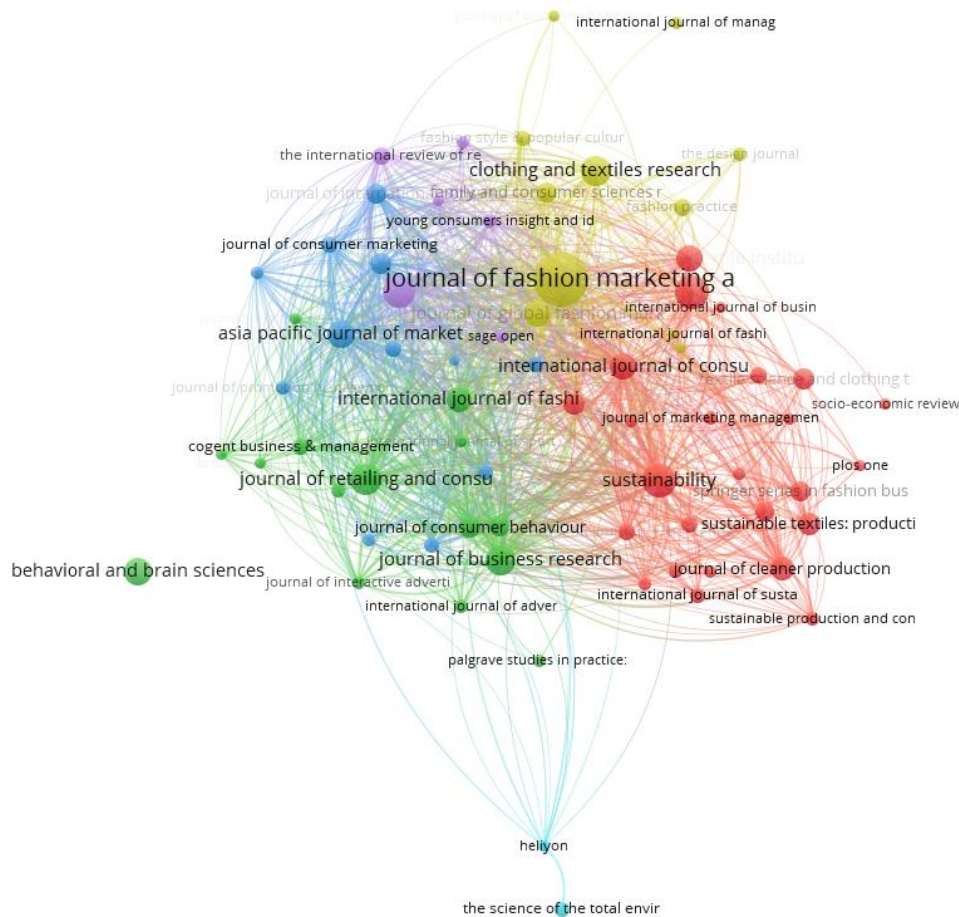 international journal of manag
fashion style & popular cultur
the international review of re
the design journal
clothing and textiles research
family and consumer sciences r
fashion practice
young consumers insight and id
journal of consumer marketing
journal of fashion marketing a
international journal of busin
journal of global fashion mark
asia pacific journal of market
sage open
international journal of fashi
international journal of consu
textile science and clothing t
international journal of fashi
socio-economic review
journal of marketing managemen
cogent business & management
plos one
journal of retailing and consu
sustainability
springer series in fashion bus
journal of consumer behaviour
sustainable textiles: producti
journal of business research
journal of cleaner production
behavioral and brain sciences
journal of interactive adverti
international journal of susta
international journal of adver
sustainable production and con
palgrave studies in practice:
heliyon
the science of the total envir